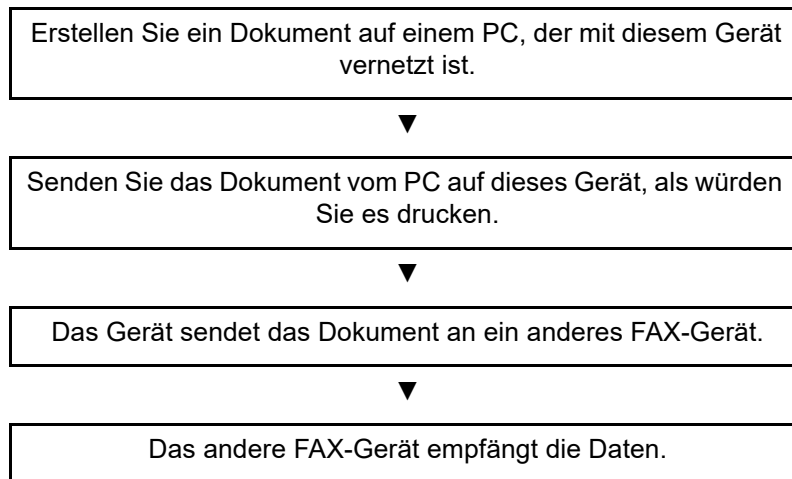 Erstellen Sie ein Dokument auf einem PC, der mit diesem Gerät
vernetzt ist.
▼
Senden Sie das Dokument vom PC auf dieses Gerät, als würden
Sie es drucken.
▼
Das Gerät sendet das Dokument an ein anderes FAX-Gerät.
▼
Das andere FAX-Gerät empfängt die Daten.